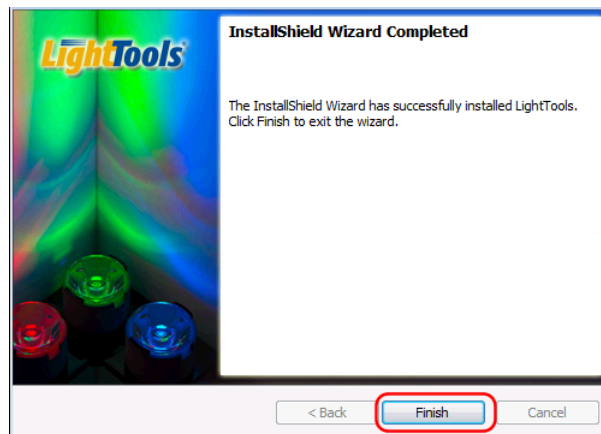 LightTools
InstallShield Wizard Completed
The InstallShield Wizard has successfully installed LightTools.
Click Finish to exit the wizard.
< Back
Finish
Cancel